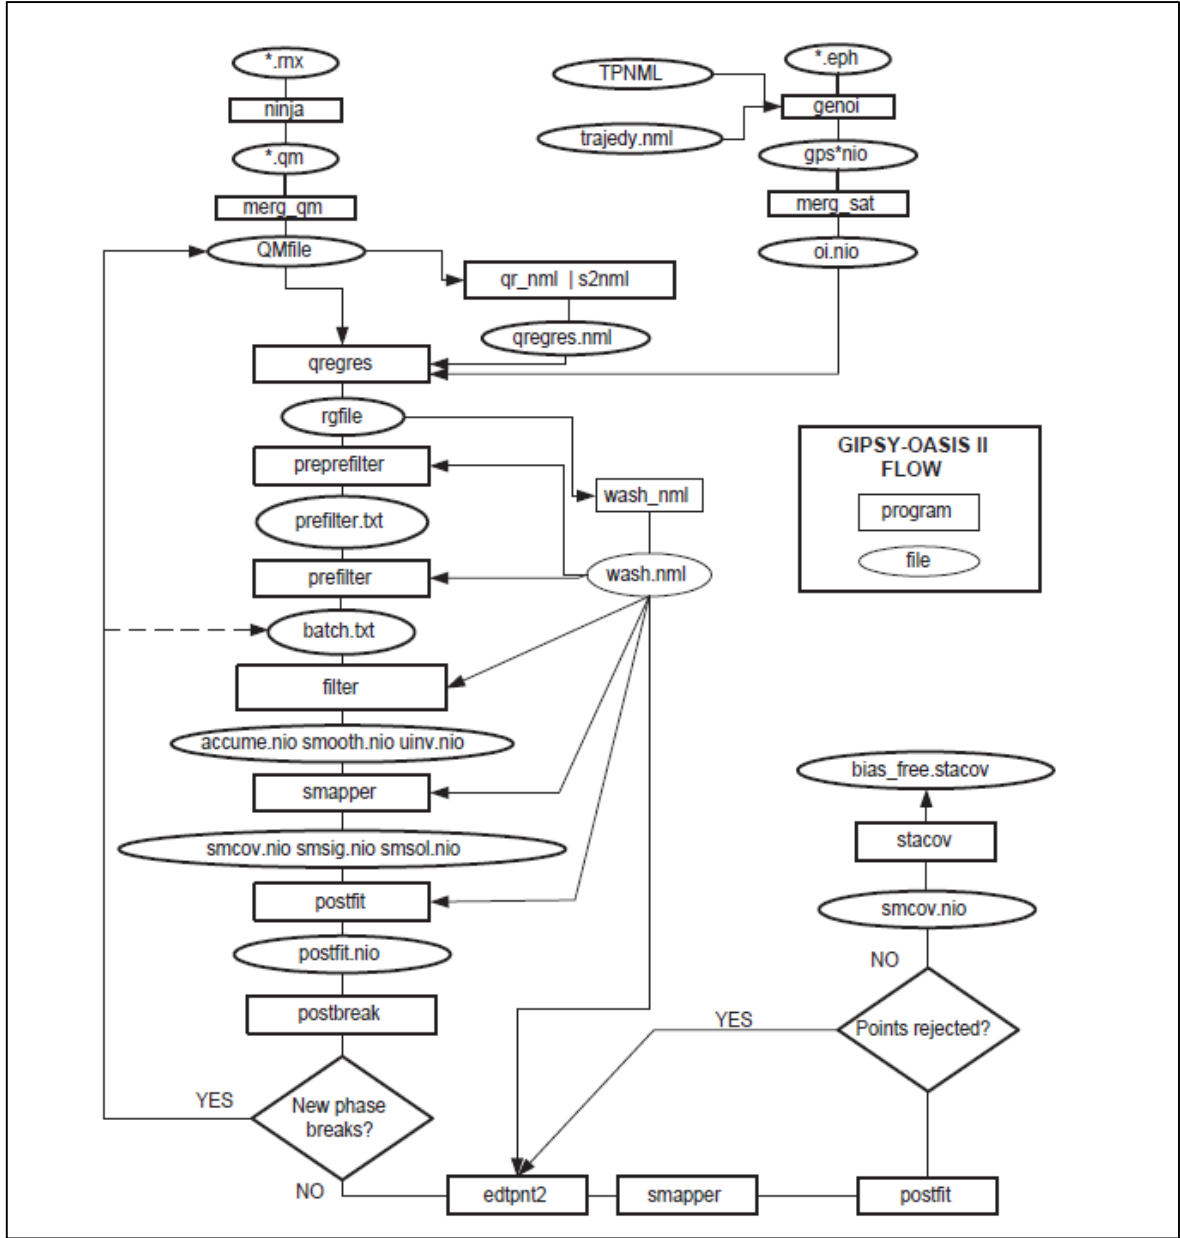 *.rnx
ninja
*.qm
merg_qm
QMfile
TPNML
trajedy.nml
*.eph
genoi
gps*nio
merg_sat
oi.nio
qr_nml | s2nml
qregres.nml
qregres
rgfile
preprefilter
prefilter.txt
prefilter
batch.txt
filter
accume.nio smooth.nio uinv.nio
smapper
smcov.nio smsig.nio smsol.nio
postfit
postfit.nio
postbreak
New phase
breaks?
YES
NO
wash_nml
wash.nml
GIPSY-OASIS II
FLOW
program
file
edtpnt2
smapper
postfit
Points rejected?
YES
NO
smcov.nio
stacov
bias_free.stacov